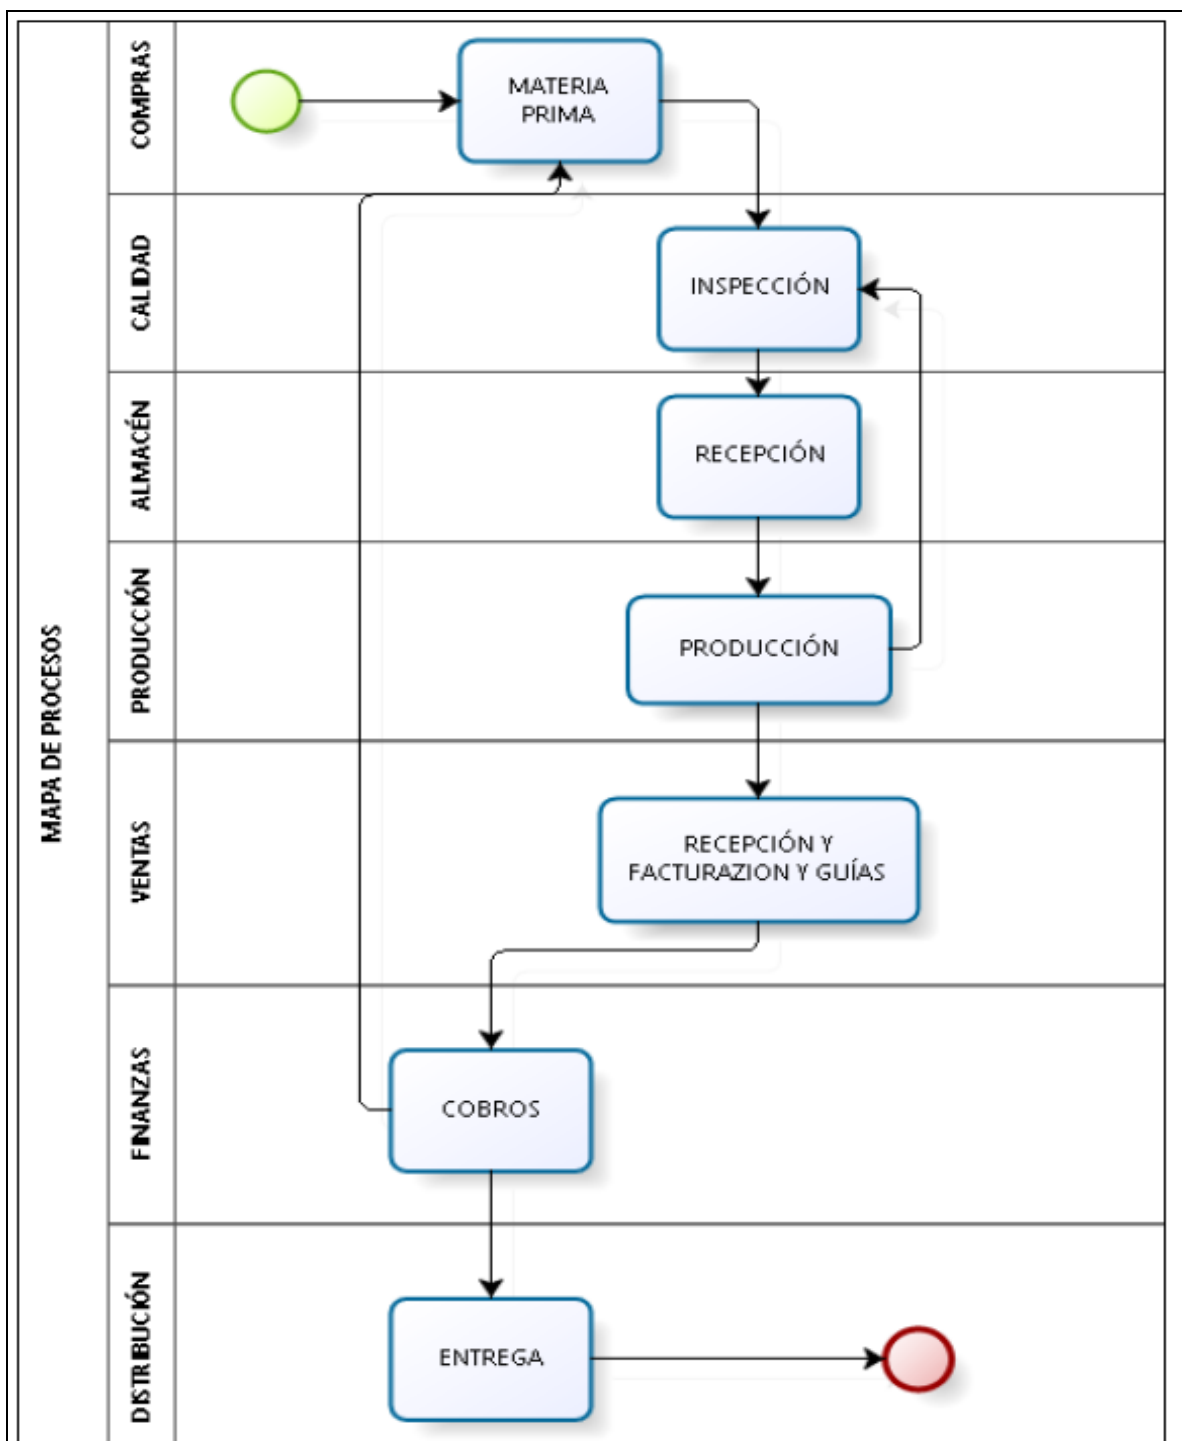 MAPA DE PROCESOS
COMPRAS
MATERIA
PRIMA
CALIDAD
INSPECCIÓN
ALMACÉN
RECEPCIÓN
PRODUCCIÓN
PRODUCCIÓN
VENTAS
RECEPCIÓN Y
FACTURAZION Y GUÍAS
FINANZAS
COBROS
DISTRIBUCIÓN
ENTREGA